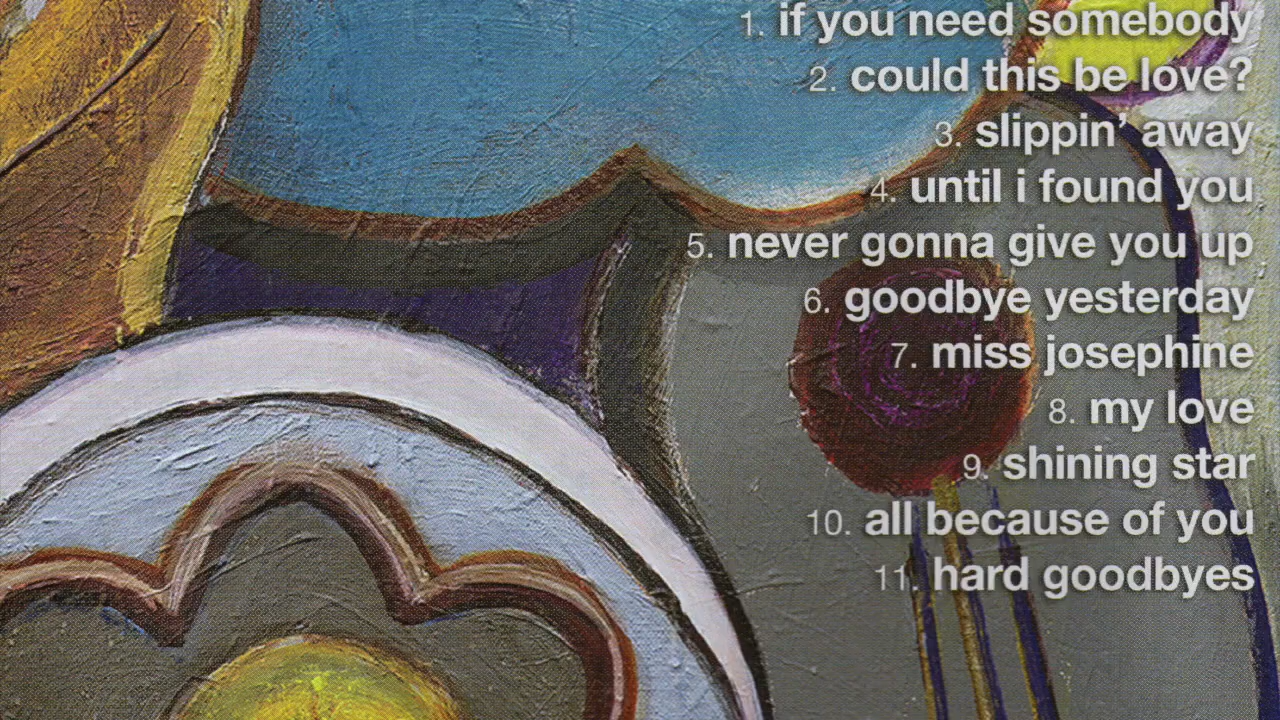 1. if you need somebody
2. could this be love?
3. slippin’ away
4. until i found you
5. never gonna give you up
6. goodbye yesterday
7. miss josephine
8. my love
9. shining star
10. all because of you
11. hard goodbyes